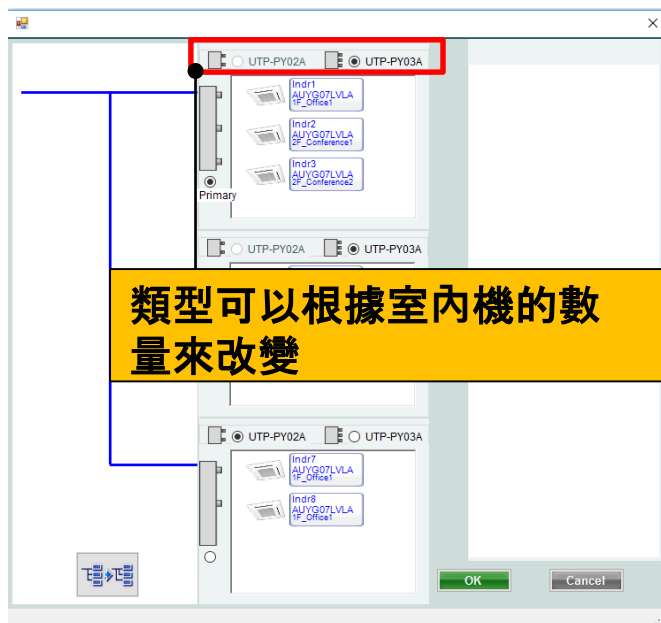 UTP-PY02A UTP-PY03A
Indr1
AUYG07LVLA
1F_Office1
Indr2
AUYG07LVLA
2F_Conference1
Indr3
AUYG07LVLA
2F_Conference2
Primary
UTP-PY02A UTP-PY03A
類型可以根據室內機的數
量來改變
UTP-PY02A UTP-PY03A
Indr7
AUYG07LVLA
1F_Office1
Indr8
AUYG07LVLA
1F_Office1
OK Cancel